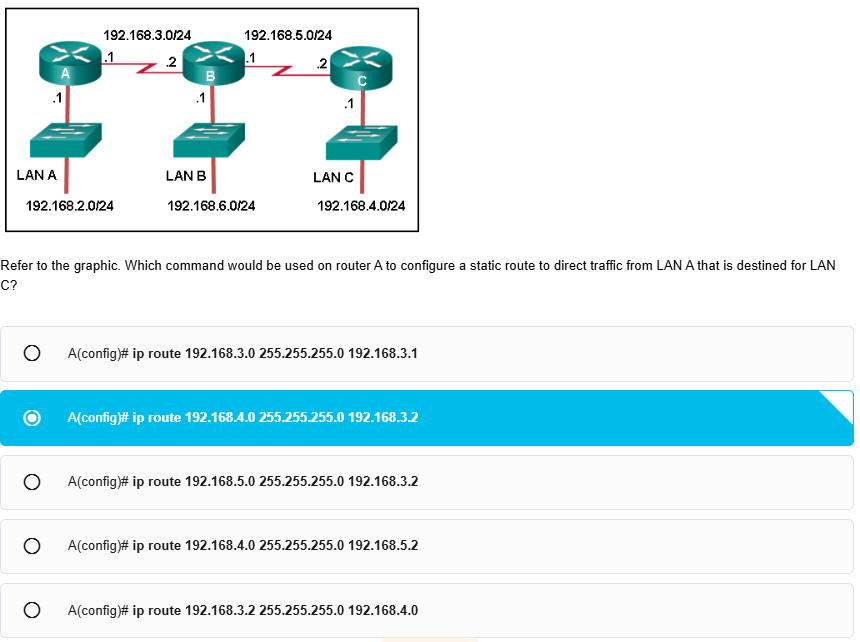 192.168.3.0/24 192.168.5.0/24
.1 .2 .1 .2
A B C
.1 .1 .1
LAN A LAN B LAN C
192.168.2.0/24 192.168.6.0/24 192.168.4.0/24
Refer to the graphic. Which command would be used on router A to configure a static route to direct traffic from LAN A that is destined for LAN
C?
A(config)# ip route 192.168.3.0 255.255.255.0 192.168.3.1
A(config)# ip route 192.168.4.0 255.255.255.0 192.168.3.2
A(config)# ip route 192.168.5.0 255.255.255.0 192.168.3.2
A(config)# ip route 192.168.4.0 255.255.255.0 192.168.5.2
A(config)# ip route 192.168.3.2 255.255.255.0 192.168.4.0